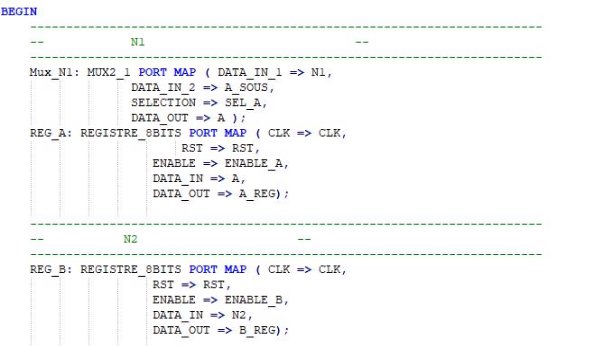 BEGIN
------------------------------------------------------------------------
-- N1 --
------------------------------------------------------------------------
Mux_N1: MUX2_1 PORT MAP ( DATA_IN_1 => N1,
DATA_IN_2 => A_SOUS,
SELECTION => SEL_A,
DATA_OUT => A );
REG_A: REGISTRE_8BITS PORT MAP ( CLK => CLK,
RST => RST,
ENABLE => ENABLE_A,
DATA_IN => A,
DATA_OUT => A_REG);
------------------------------------------------------------------------
-- N2 --
------------------------------------------------------------------------
REG_B: REGISTRE_8BITS PORT MAP ( CLK => CLK,
RST => RST,
ENABLE => ENABLE_B,
DATA_IN => N2,
DATA_OUT => B_REG);